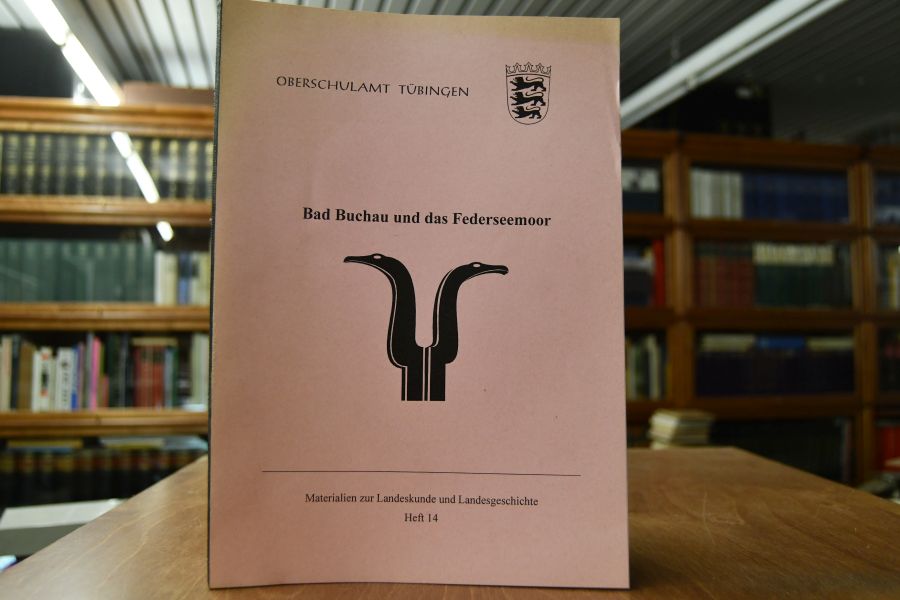 OBERSCHULAMT TÜBINGEN
Bad Buchau und das Federseemoor
Materialien zur Landeskunde und Landesgeschichte
Heft 14